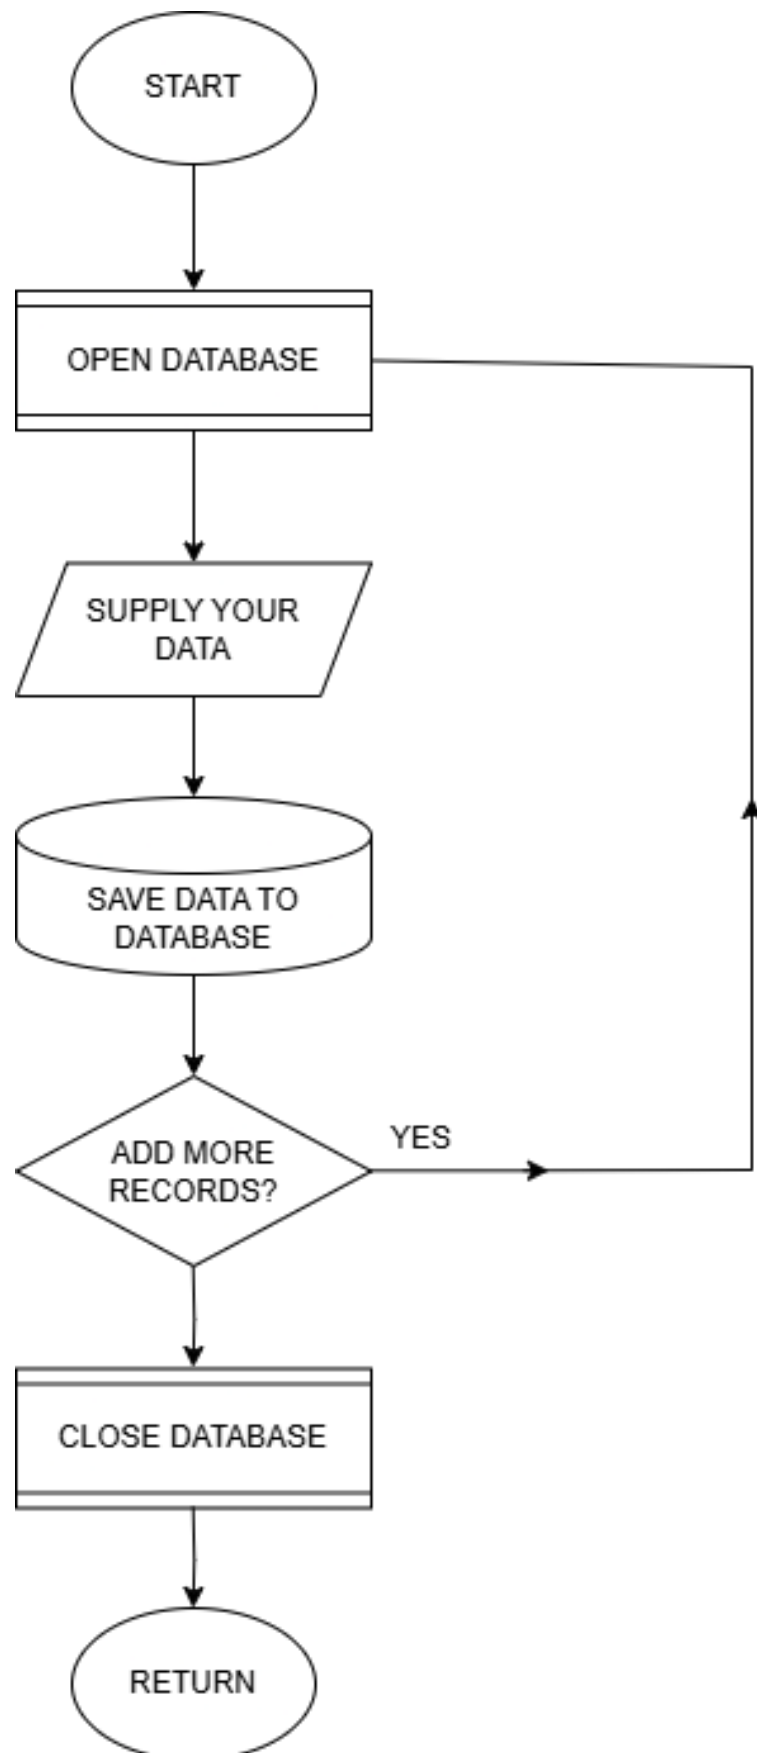 START
OPEN DATABASE
SUPPLY YOUR
DATA
SAVE DATA TO
DATABASE
ADD MORE
RECORDS?
YES
CLOSE DATABASE
RETURN